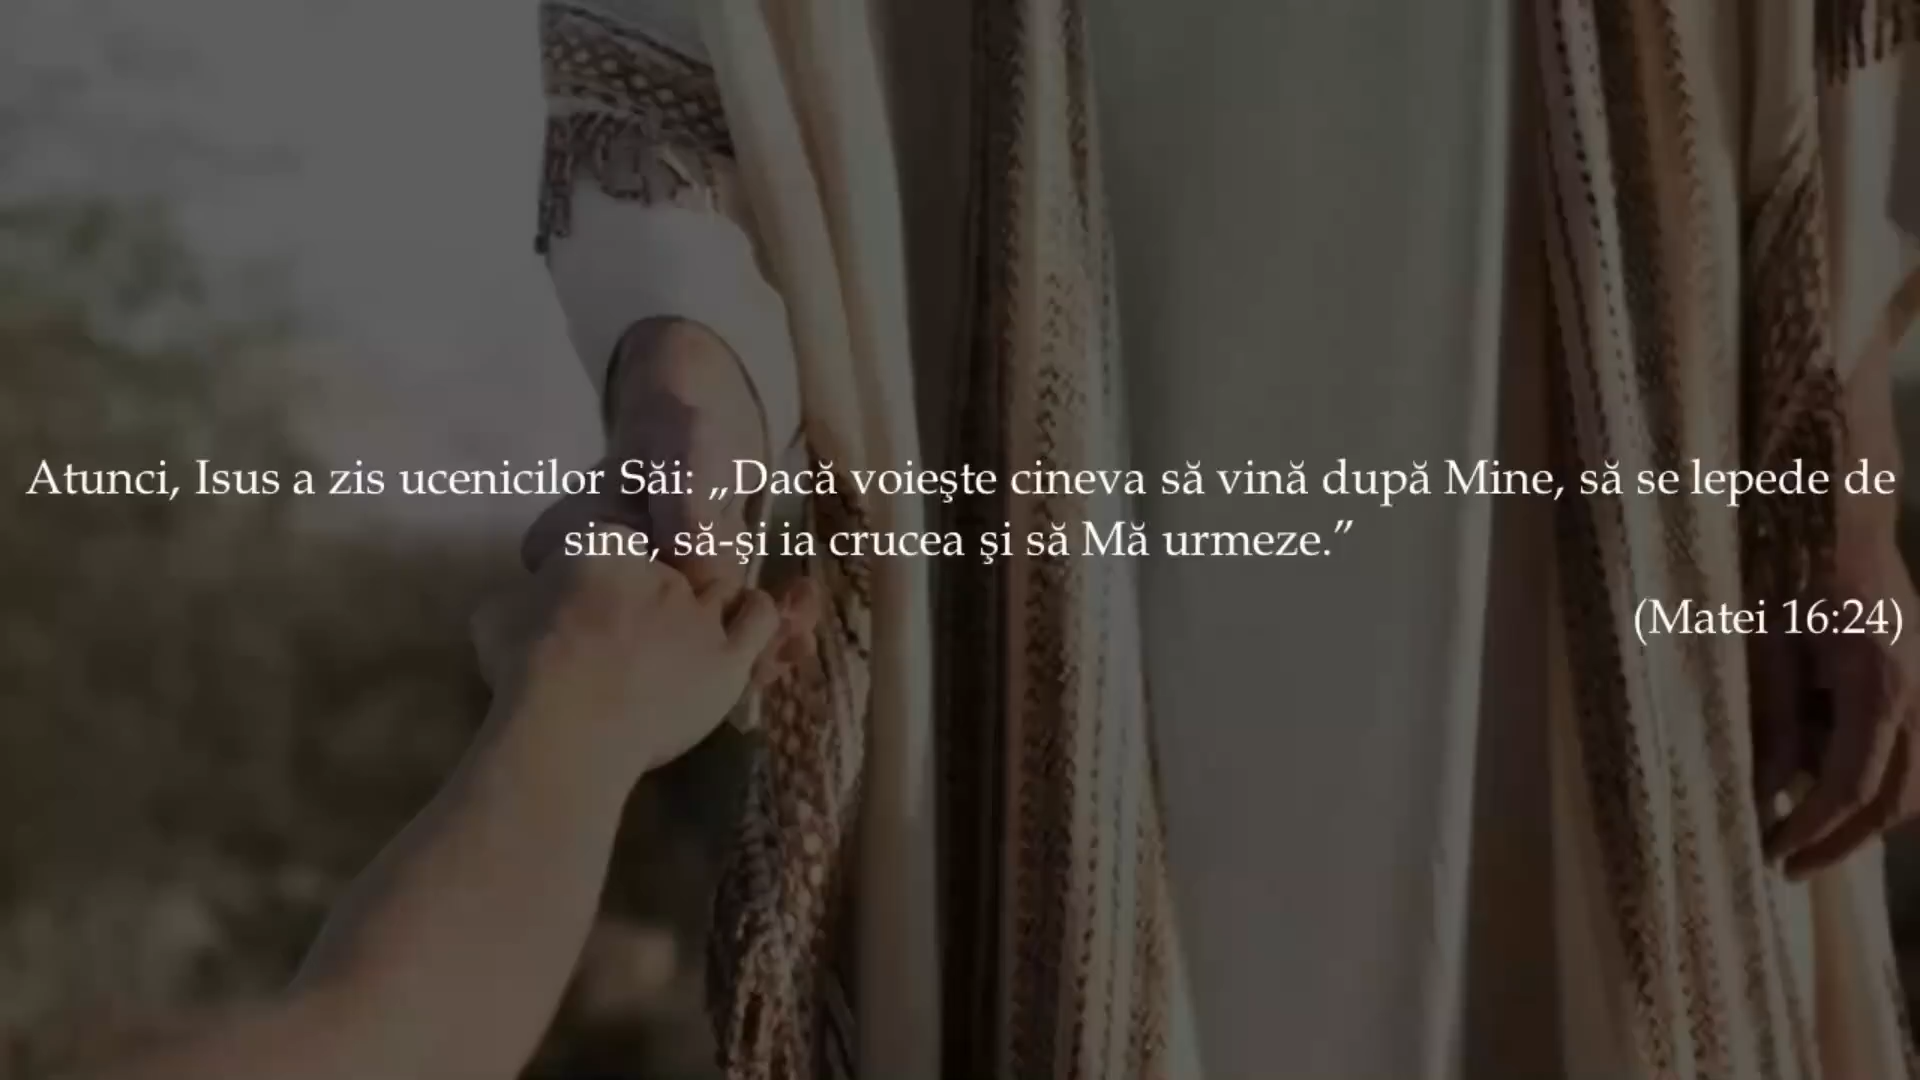 Atunci, Isus a zis ucenicilor Săi: „Dacă voieşte cineva să vină după Mine, să se lepede de
sine, să-şi ia crucea şi să Mă urmeze.”
(Matei 16:24)